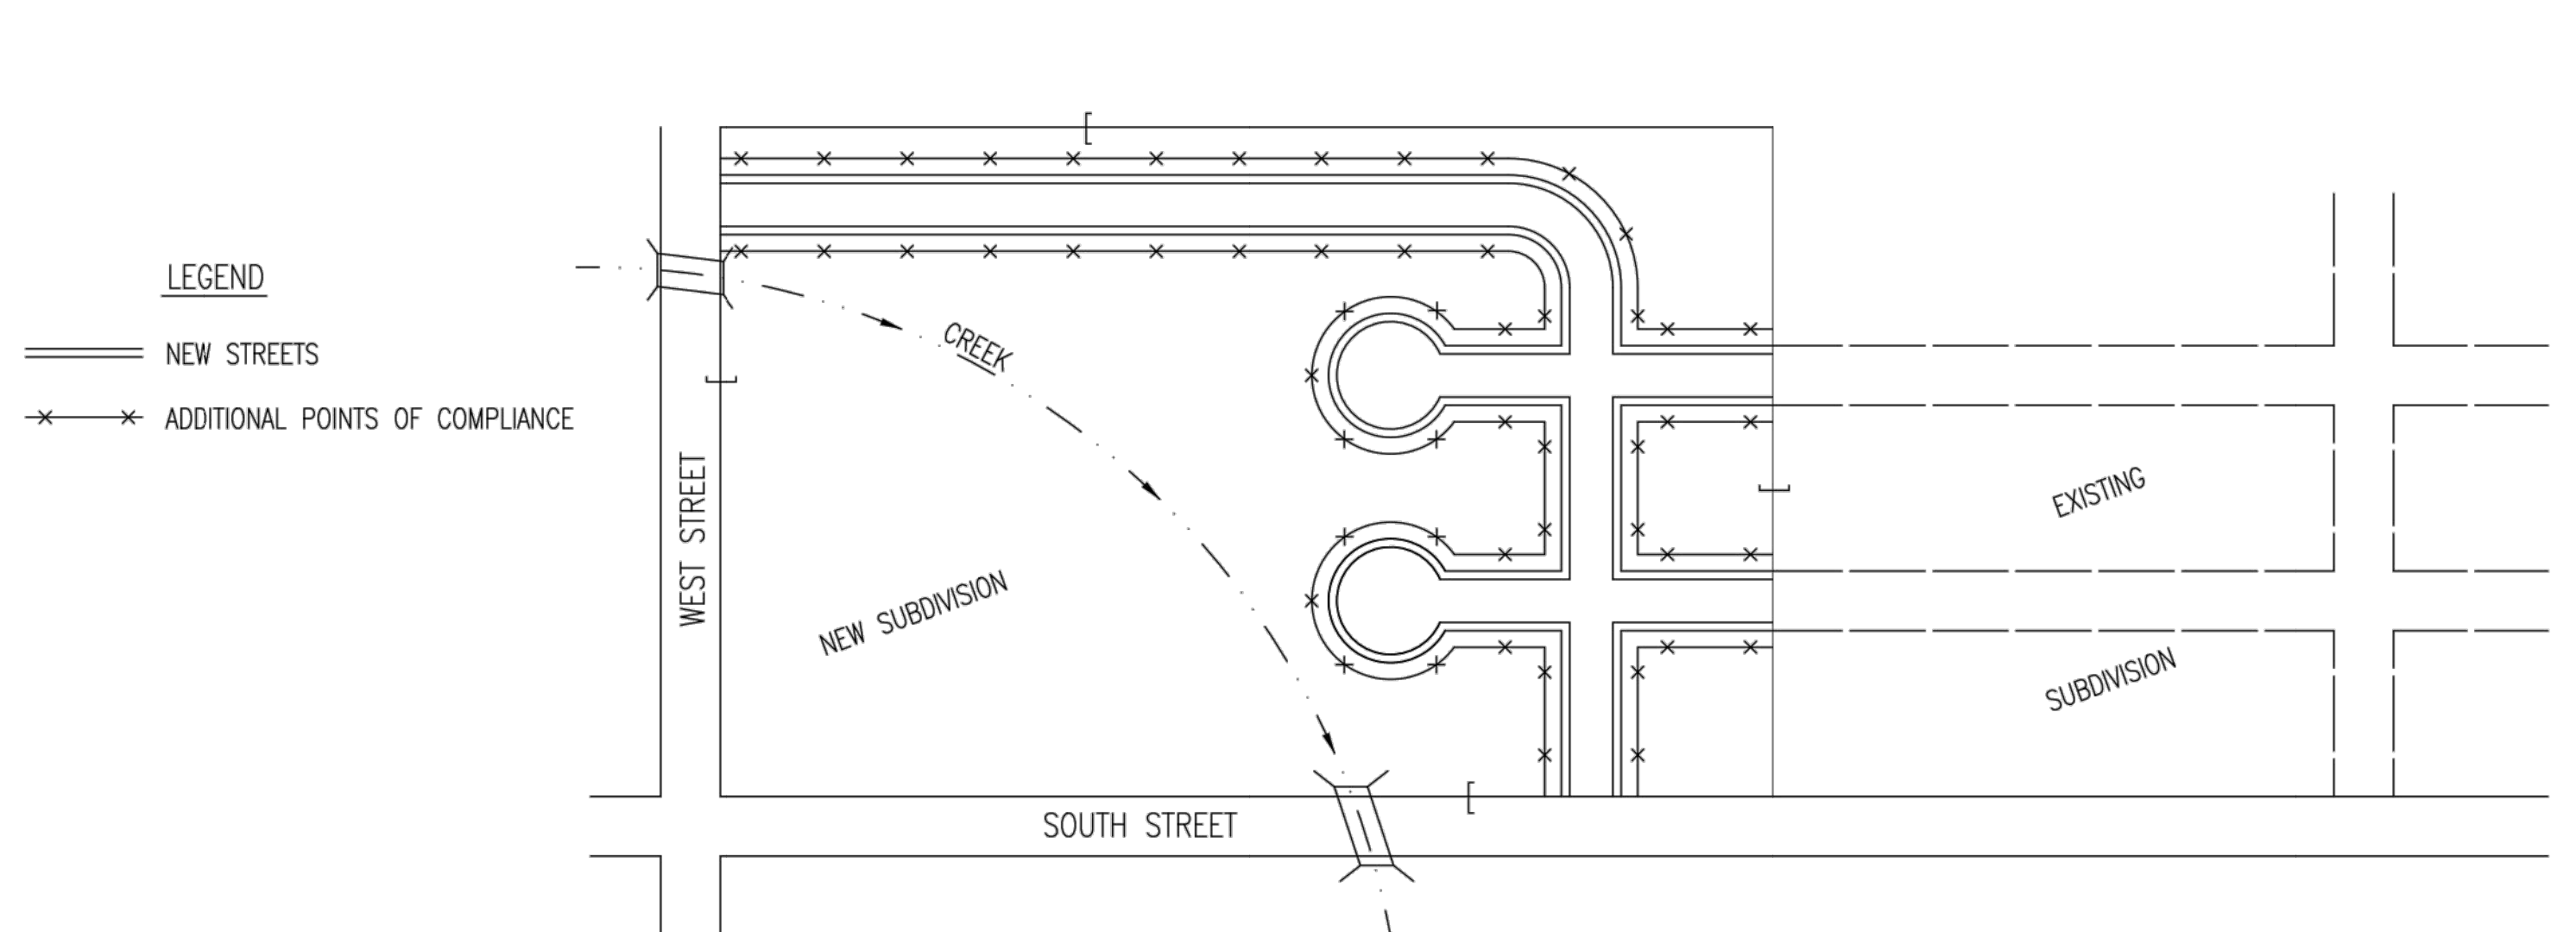 LEGEND
NEW STREETS
ADDITIONAL POINTS OF COMPLIANCE
CREEK
WEST STREET
NEW SUBDIVISION
SOUTH STREET
EXISTING
SUBDIVISION